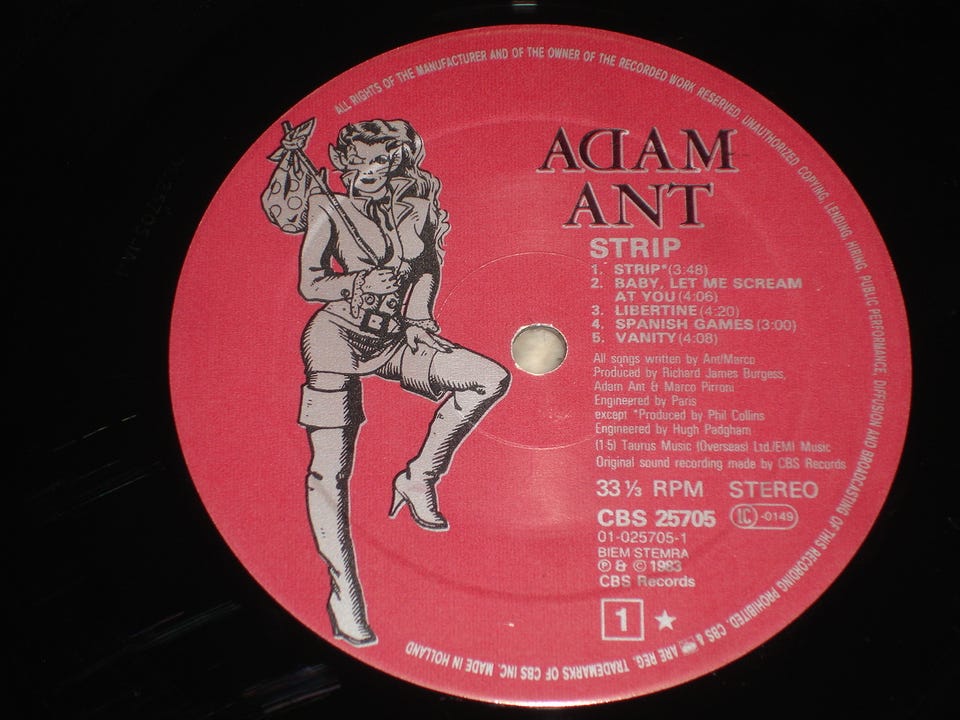 ALL RIGHTS OF THE MANUFACTURER AND OF THE OWNER OF THE RECORDED WORK RESERVED. UNAUTHORIZED COPYING, LENDING, HIRING, PUBLIC PERFORMANCE, DIFFUSION AND BROADCASTING OF THIS RECORDING PROHIBITED. CBS & ARE REG. TRADEMARKS OF CBS INC. MADE IN HOLLAND
ADAM
ANT
STRIP
1. STRIP*(3:48)
2. BABY, LET ME SCREAM
AT YOU(4:06)
3. LIBERTINE(4:20)
4. SPANISH GAMES(3:00)
5. VANITY(4:08)
All songs written by Ant/Marco
Produced by Richard James Burgess,
Adam Ant & Marco Pirroni
Engineered by Paris
except *Produced by Phil Collins
Engineered by Hugh Padgham
(1-5) Taurus Music (Overseas) Ltd./EMI Music
Original sound recording made by CBS Records
33⅓ RPM STEREO
CBS 25705 1C -0149
01-025705-1
BIEM STEMRA
℗ & © 1983
CBS Records
1 ★